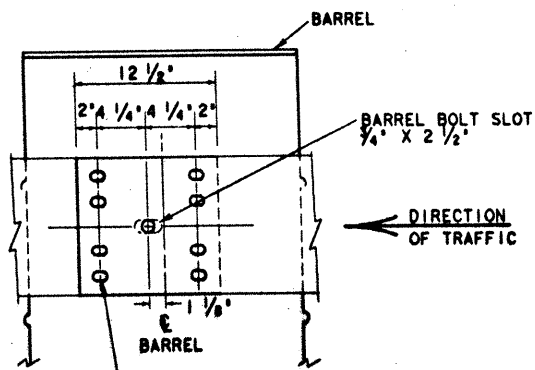 BARREL
12 1/2"
2" 4 1/4" 4 1/4" 2"
BARREL BOLT SLOT
3/4" X 2 1/2"
DIRECTION
OF TRAFFIC
1 1/8"
℄
BARREL